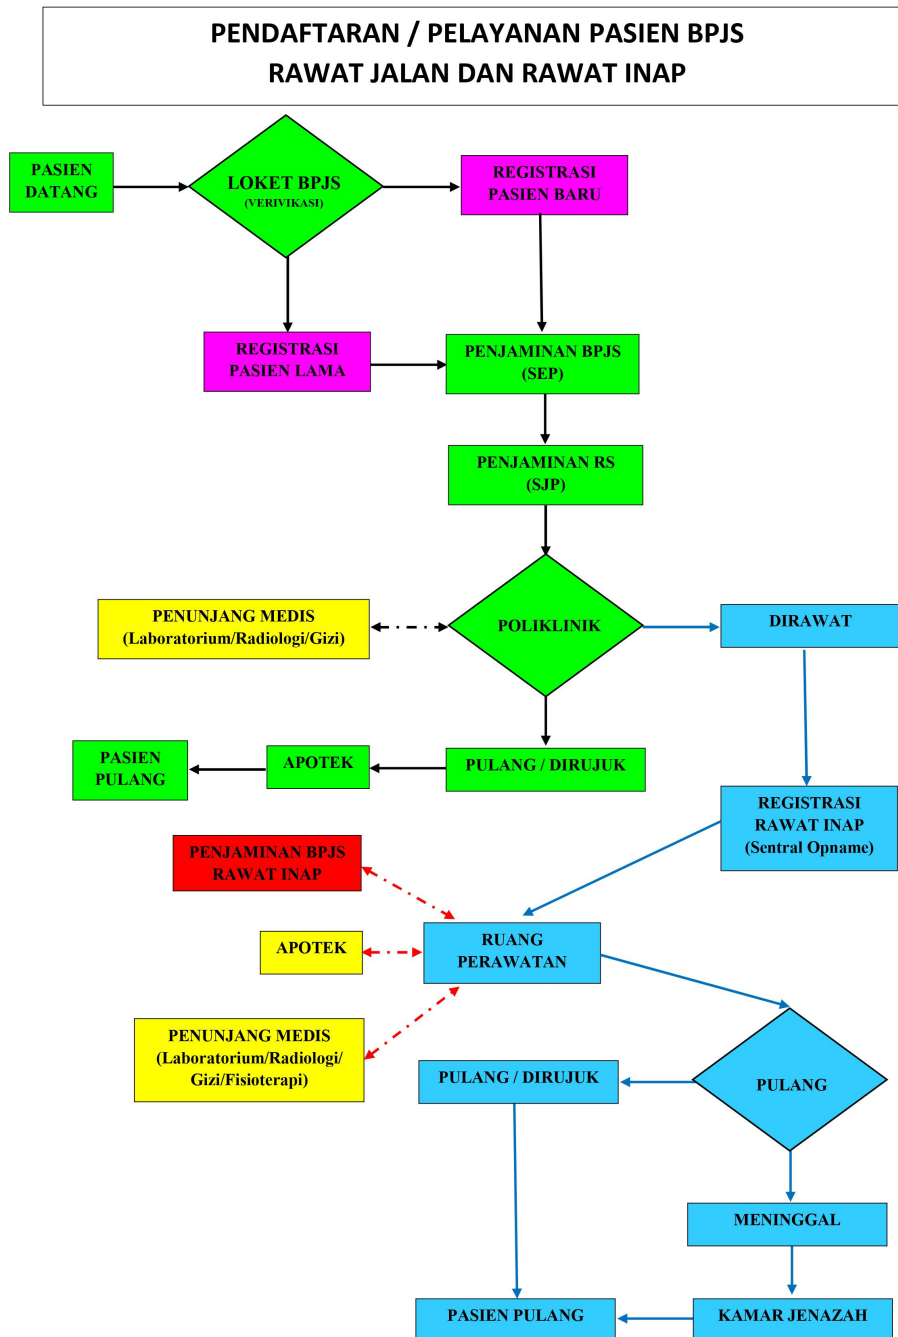 PENDAFTARAN / PELAYANAN PASIEN BPJS
RAWAT JALAN DAN RAWAT INAP
PASIEN
DATANG
LOKET BPJS
(VERIVIKASI)
REGISTRASI
PASIEN BARU
REGISTRASI
PASIEN LAMA
PENJAMINAN BPJS
(SEP)
PENJAMINAN RS
(SJP)
PENUNJANG MEDIS
(Laboratorium/Radiologi/Gizi)
POLIKLINIK
DIRAWAT
PASIEN
PULANG
APOTEK
PULANG / DIRUJUK
REGISTRASI
RAWAT INAP
(Sentral Opname)
PENJAMINAN BPJS
RAWAT INAP
APOTEK
RUANG
PERAWATAN
PENUNJANG MEDIS
(Laboratorium/Radiologi/
Gizi/Fisioterapi)
PULANG / DIRUJUK
PULANG
MENINGGAL
PASIEN PULANG
KAMAR JENAZAH